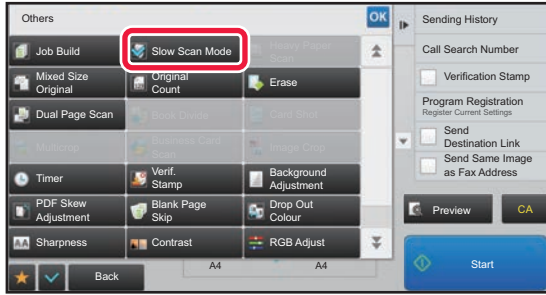 Others
OK
Job Build
Slow Scan Mode
Heavy Paper
Scan
Mixed Size
Original
Original
Count
Erase
Dual Page Scan
Book Divide
Card Shot
Multicrop
Business Card
Scan
Image Crop
Timer
Verif.
Stamp
Background
Adjustment
PDF Skew
Adjustment
Blank Page
Skip
Drop Out
Colour
AA
Sharpness
Contrast
RGB Adjust
Back
A4
A4
Sending History
Call Search Number
Verification Stamp
Program Registration
Register Current Settings
Send
Destination Link
Send Same Image
as Fax Address
Preview
CA
Start